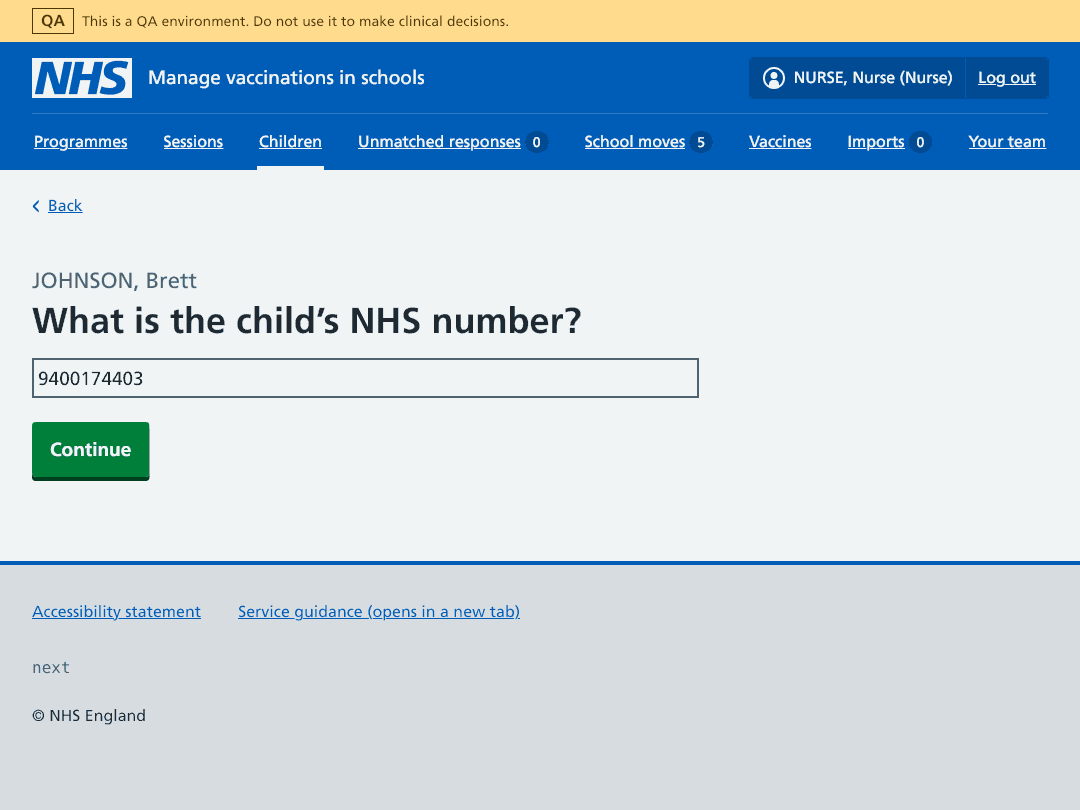 QA This is a QA environment. Do not use it to make clinical decisions.
NHS Manage vaccinations in schools NURSE, Nurse (Nurse) Log out
Programmes Sessions Children Unmatched responses 0 School moves 5 Vaccines Imports 0 Your team
Back
JOHNSON, Brett
What is the child’s NHS number?
9400174403
Continue
Accessibility statement Service guidance (opens in a new tab)
next
© NHS England